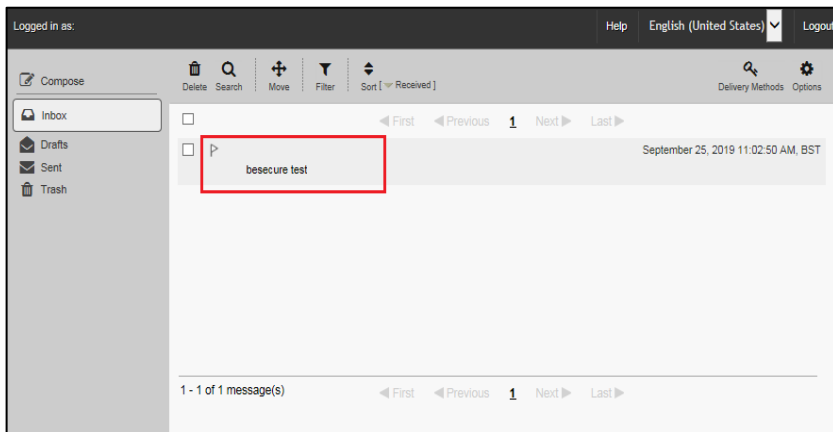 Logged in as:
Help English (United States) Logout
Compose
Inbox
Drafts
Sent
Trash
Delete Search Move Filter Sort [ Received ]
Delivery Methods Options
First Previous 1 Next Last
besecure test
September 25, 2019 11:02:50 AM, BST
1 - 1 of 1 message(s)
First Previous 1 Next Last